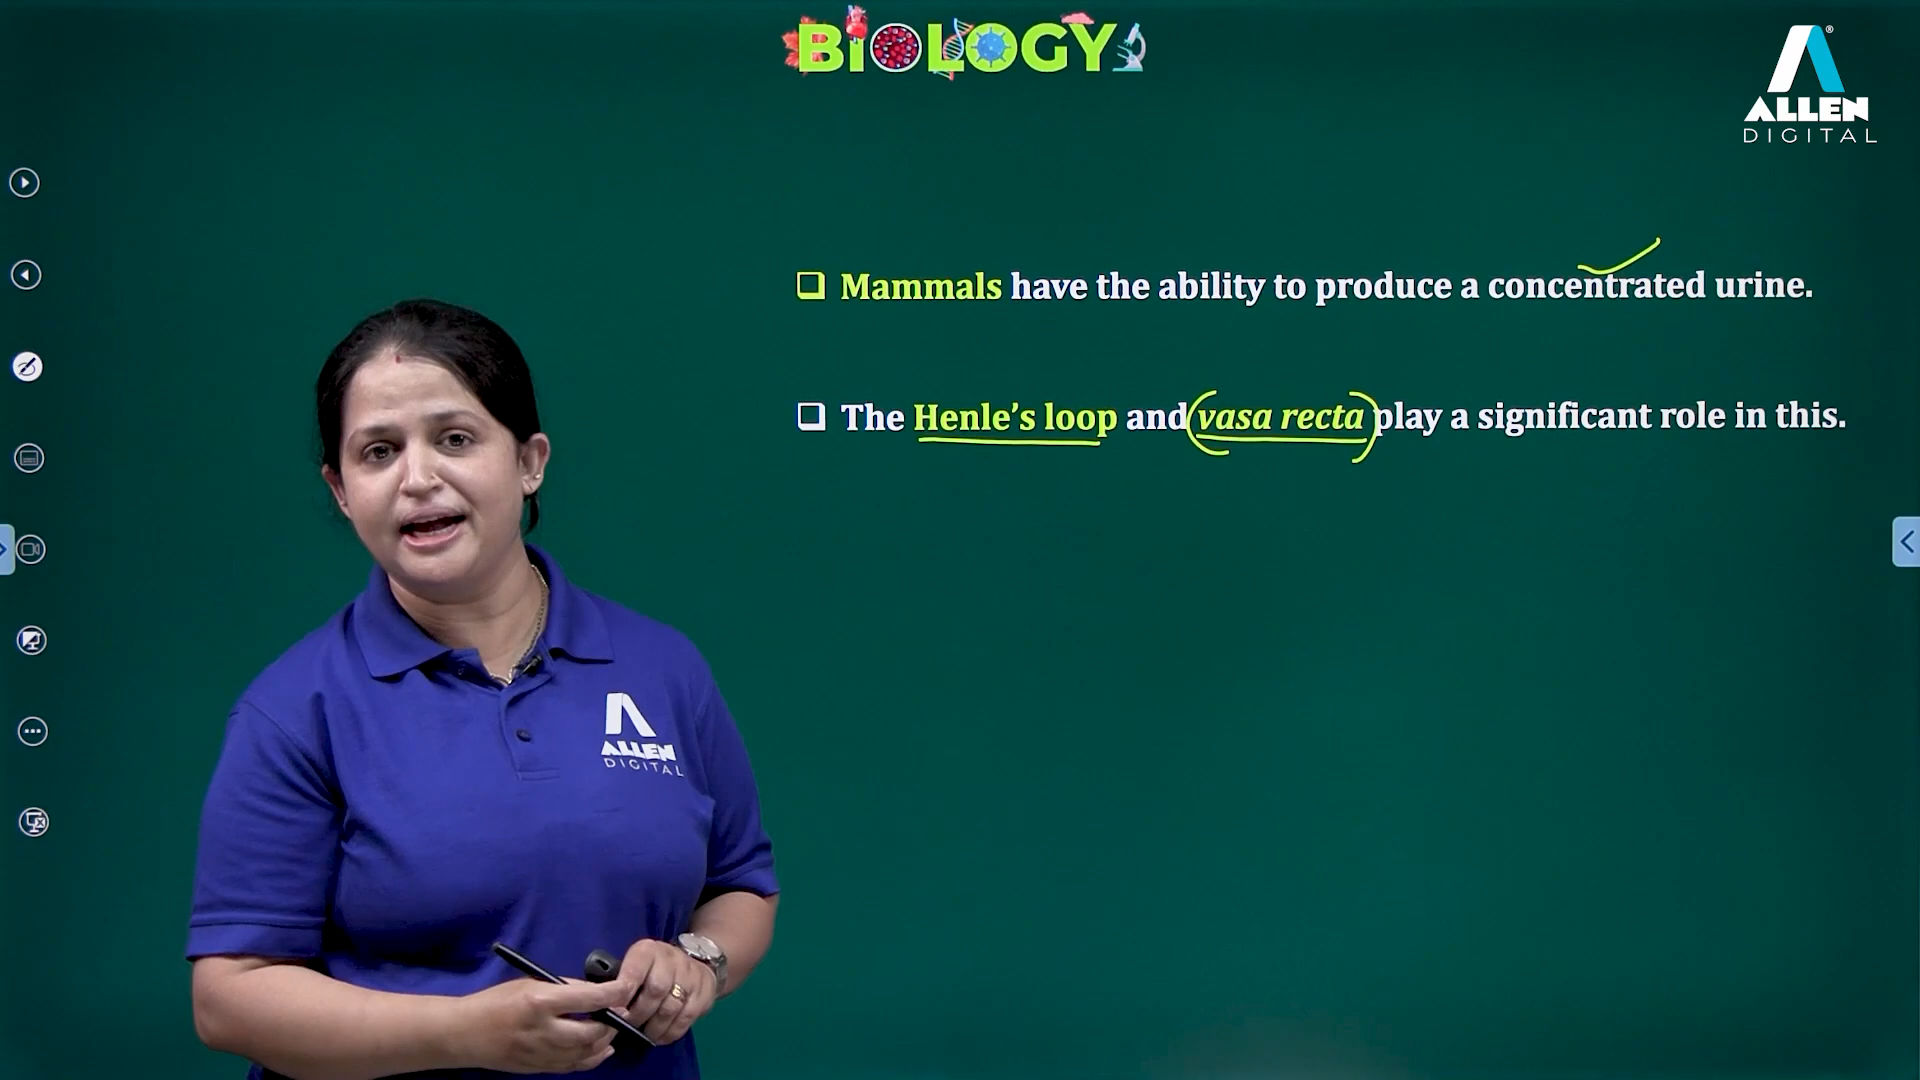 BIOLOGY
ALLEN
DIGITAL
❑ Mammals have the ability to produce a concentrated urine.
❑ The Henle's loop and vasa recta play a significant role in this.
ALLEN
DIGITAL